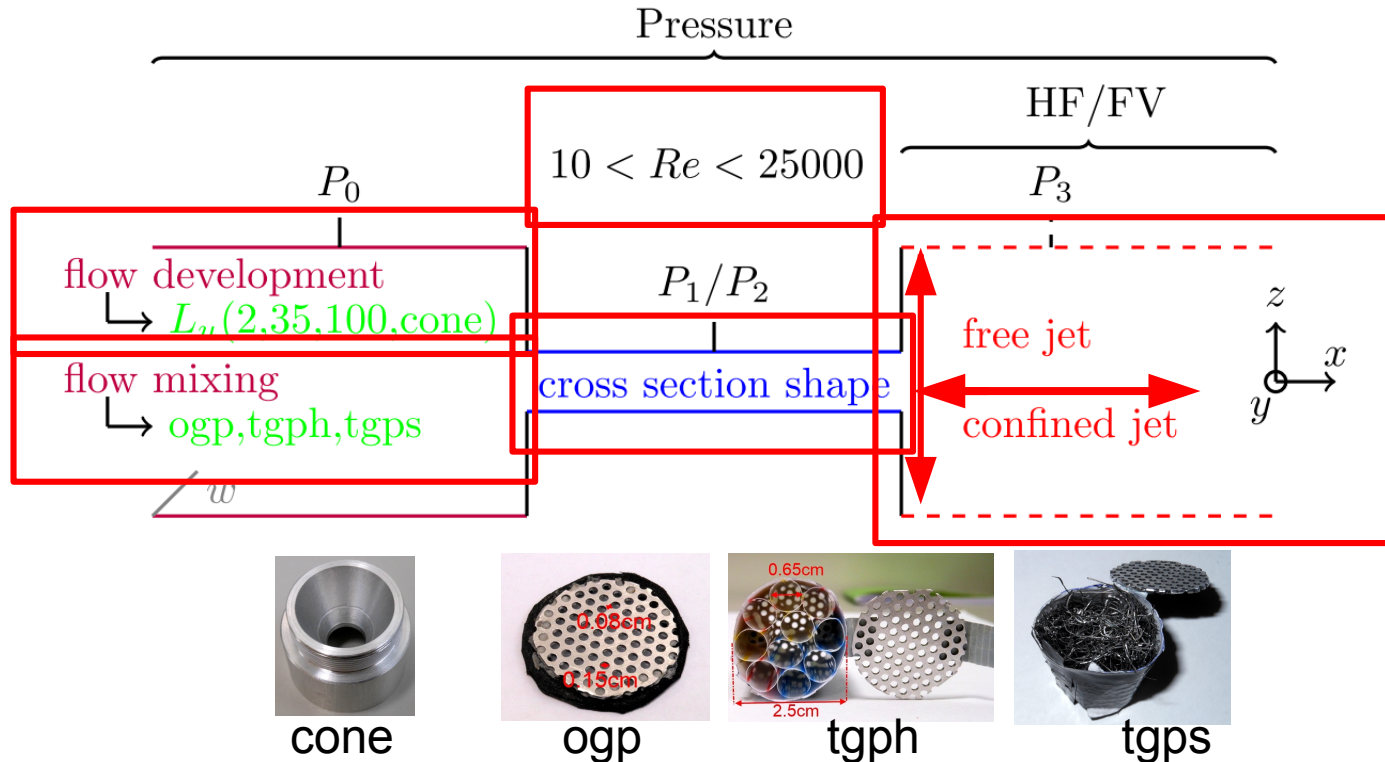 Pressure
HF/FV
10 < Re < 25000
P₀
P₃
flow development
L_u(2,35,100,cone)
P₁/P₂
z
free jet
x
flow mixing
cross section shape
y
ogp,tgph,tgps
confined jet
w
0.08cm
0.15cm
0.65cm
2.5cm
cone
ogp
tgph
tgps